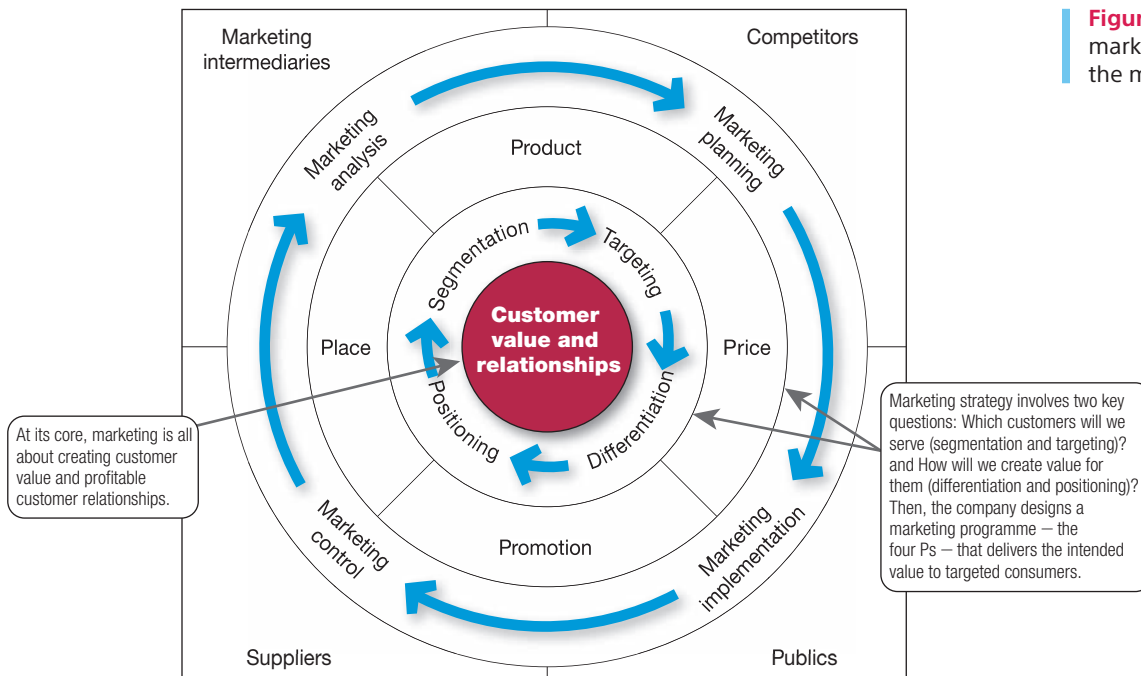 Marketing
intermediaries
Competitors
Marketing
analysis
Marketing
planning
Product
Segmentation
Targeting
Customer
value and
relationships
Place
Price
Positioning
Differentiation
Promotion
Marketing
control
Marketing
implementation
Suppliers
Publics
At its core, marketing is all
about creating customer
value and profitable
customer relationships.
Marketing strategy involves two key
questions: Which customers will we
serve (segmentation and targeting)?
and How will we create value for
them (differentiation and positioning)?
Then, the company designs a
marketing programme – the
four Ps – that delivers the intended
value to targeted consumers.
Figur
mark
the m